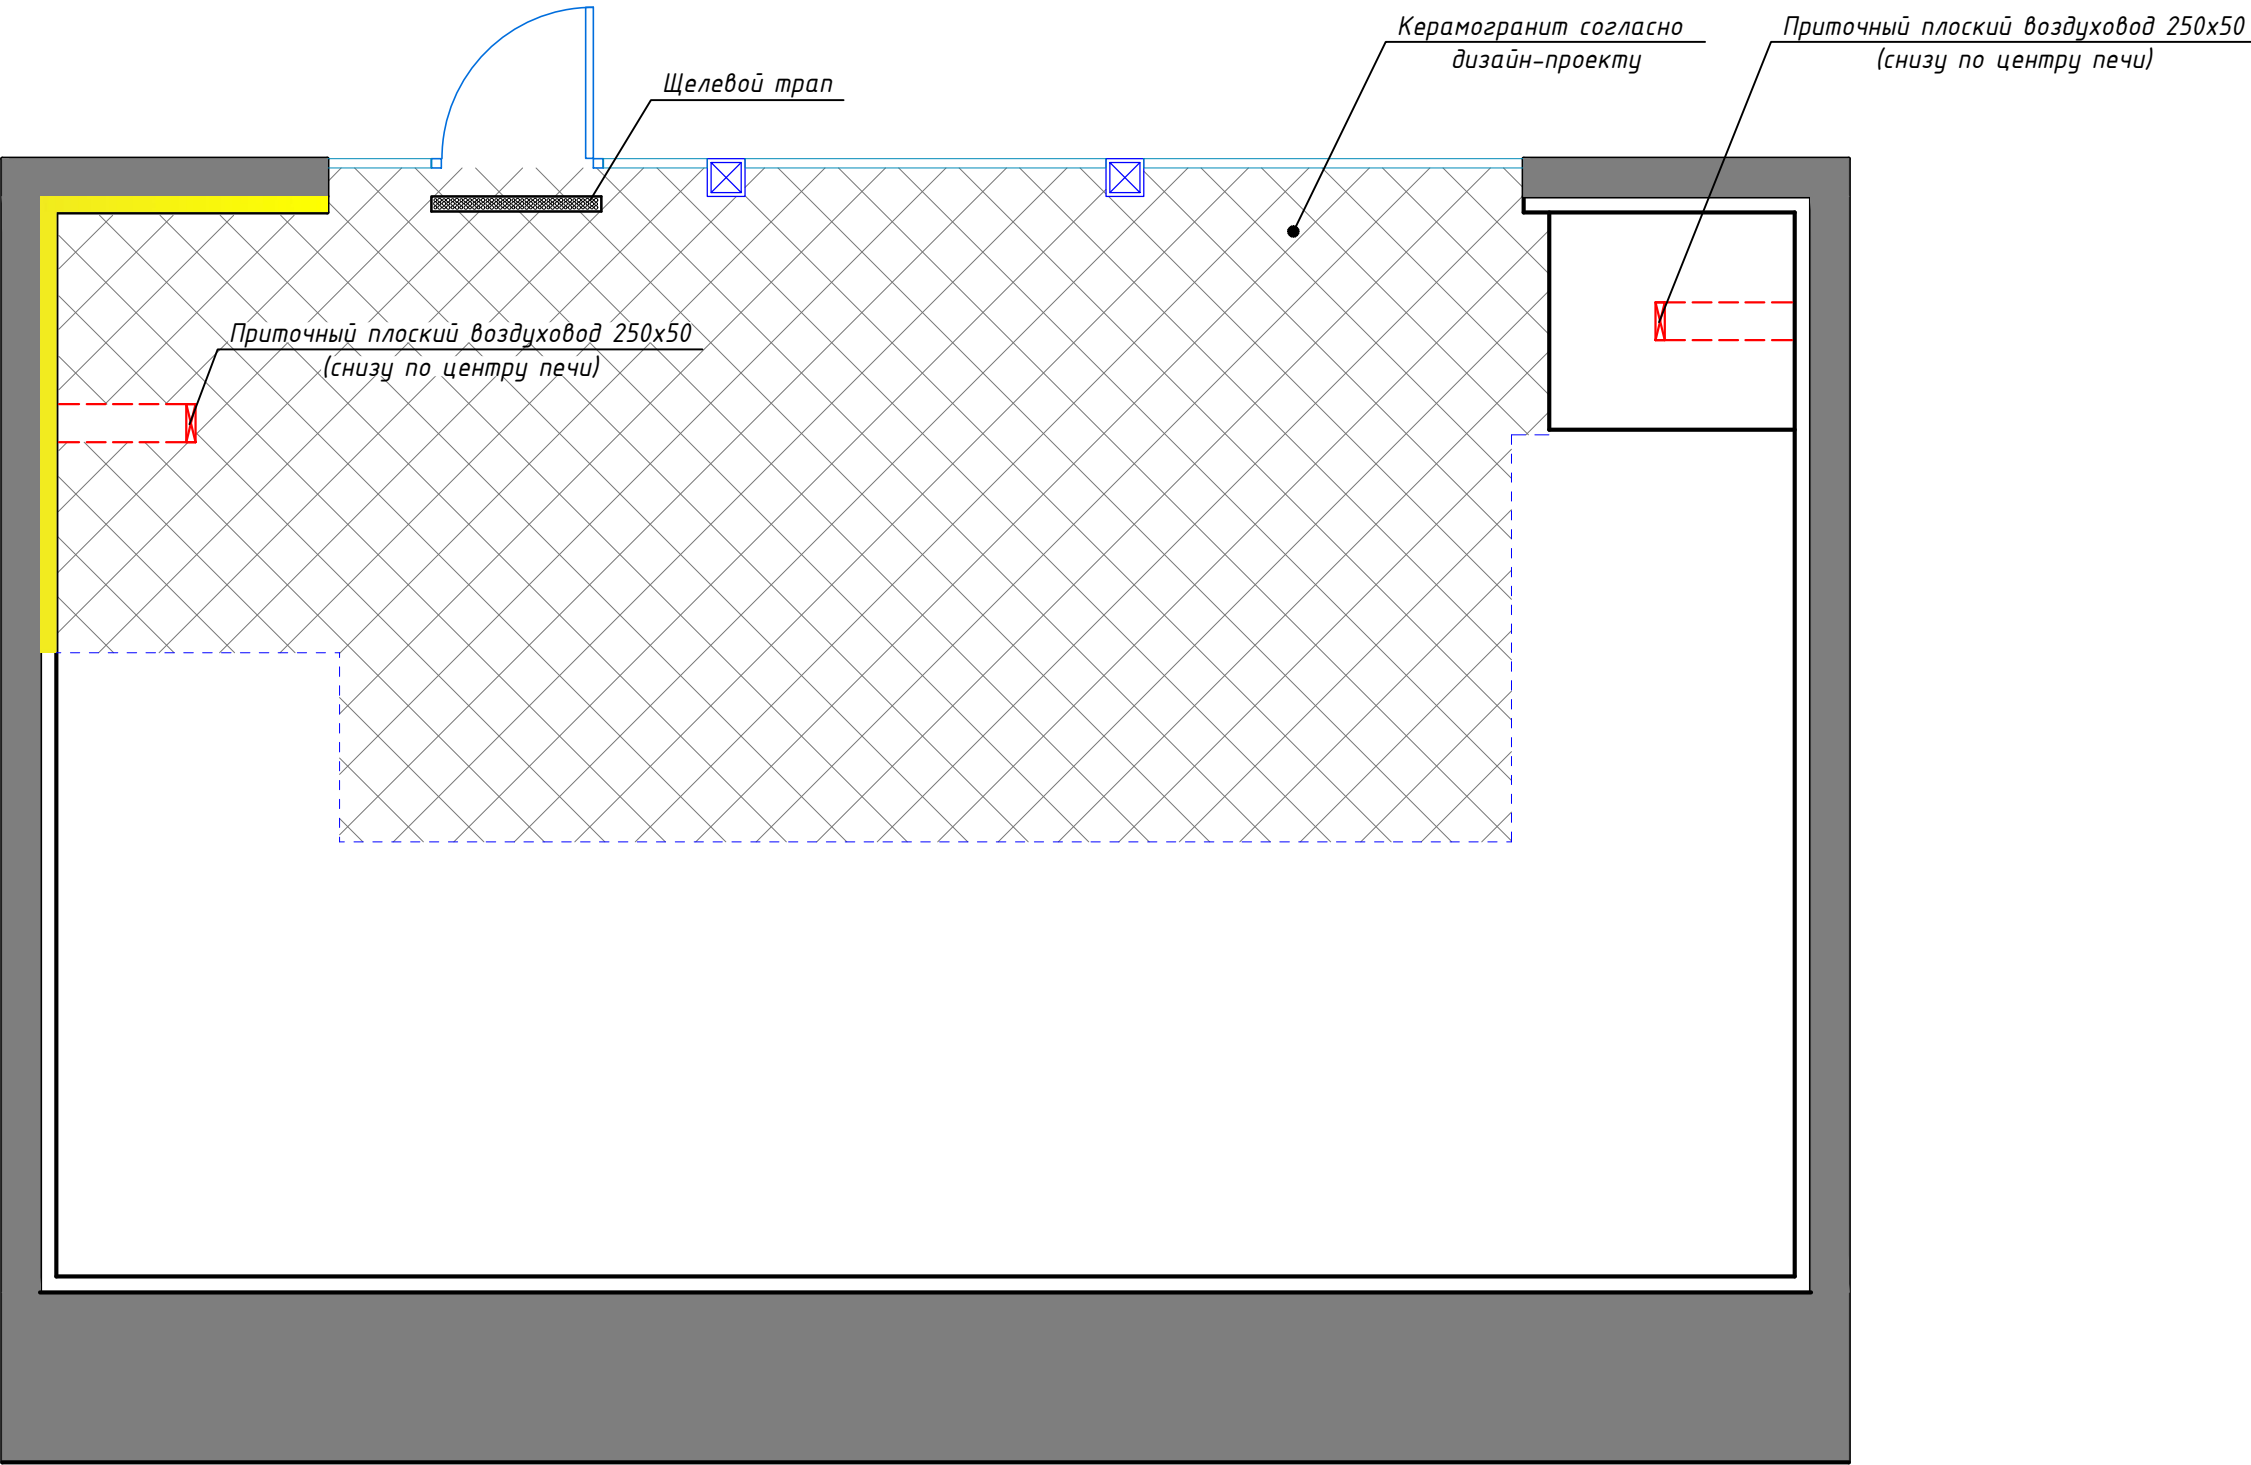 Керамогранит согласно
дизайн-проекту
Приточный плоский воздуховод 250х50
(снизу по центру печи)
Щелевой трап
Приточный плоский воздуховод 250х50
(снизу по центру печи)